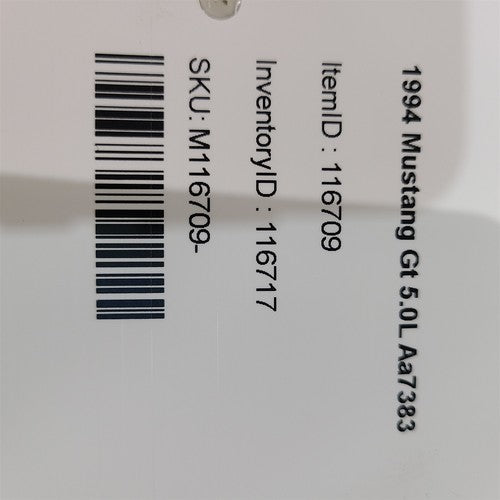 1994 Mustang Gt 5.0L Aa7383
ItemID : 116709
InventoryID : 116717
SKU: M116709-